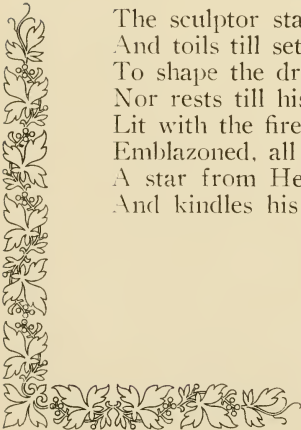 The sculptor sta
And toils till set
To shape the dr
Nor rests till his
Lit with the fire
Emblazoned, all
A star from He
And kindles his